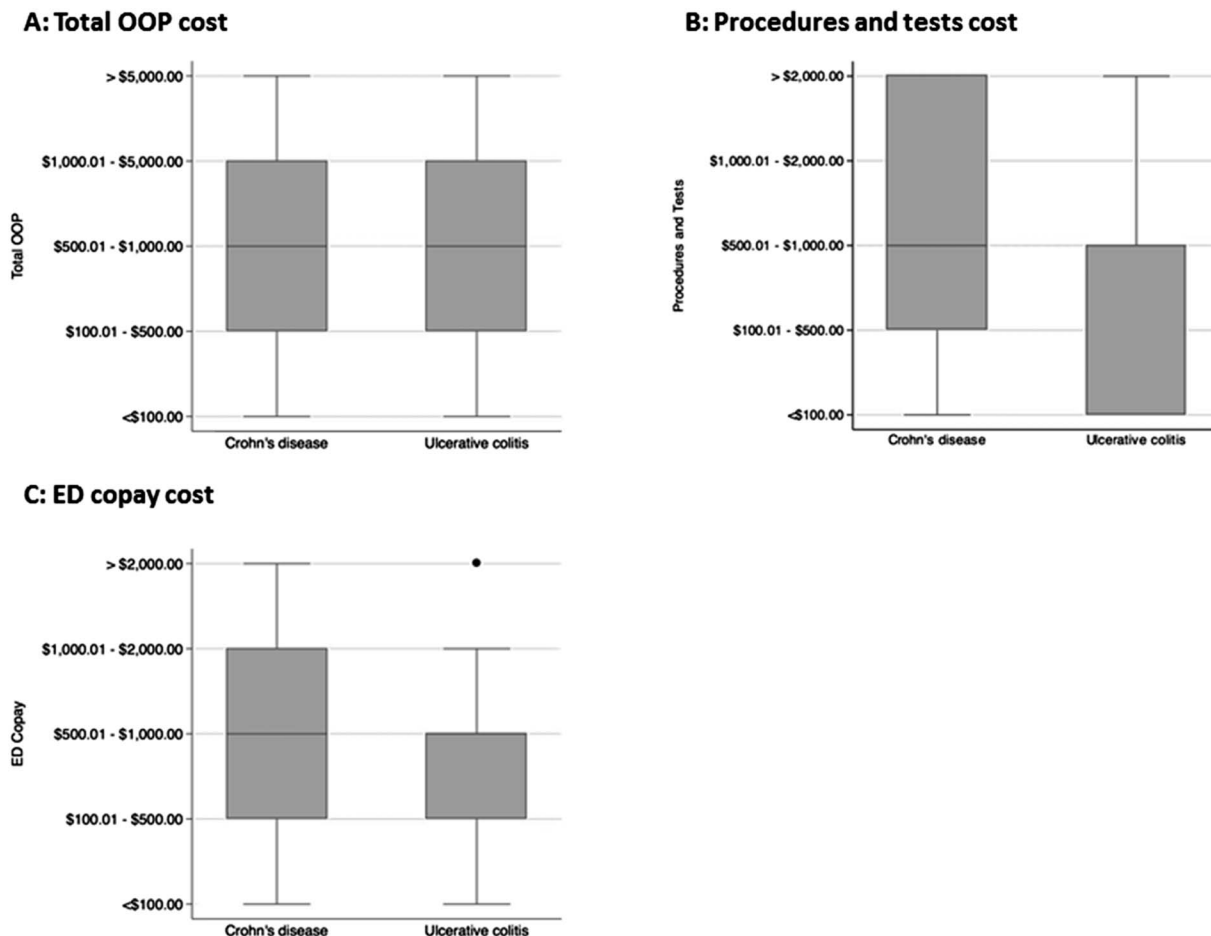 A: Total OOP cost
> $5,000.00
$1,000.01 - $5,000.00
$500.01 - $1,000.00
$100.01 - $500.00
<$100.00
Total OOP
Crohn's disease
Ulcerative colitis
B: Procedures and tests cost
> $2,000.00
$1,000.01 - $2,000.00
$500.01 - $1,000.00
$100.01 - $500.00
<$100.00
Procedures and Tests
Crohn's disease
Ulcerative colitis
C: ED copay cost
> $2,000.00
$1,000.01 - $2,000.00
$500.01 - $1,000.00
$100.01 - $500.00
<$100.00
ED Copay
Crohn's disease
Ulcerative colitis